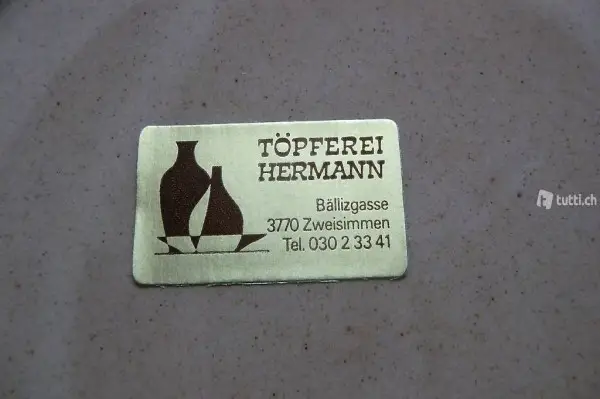 TÖPFEREI
HERMANN
Bällizgasse
3770 Zweisimmen
Tel. 030 2 33 41
tutti.ch